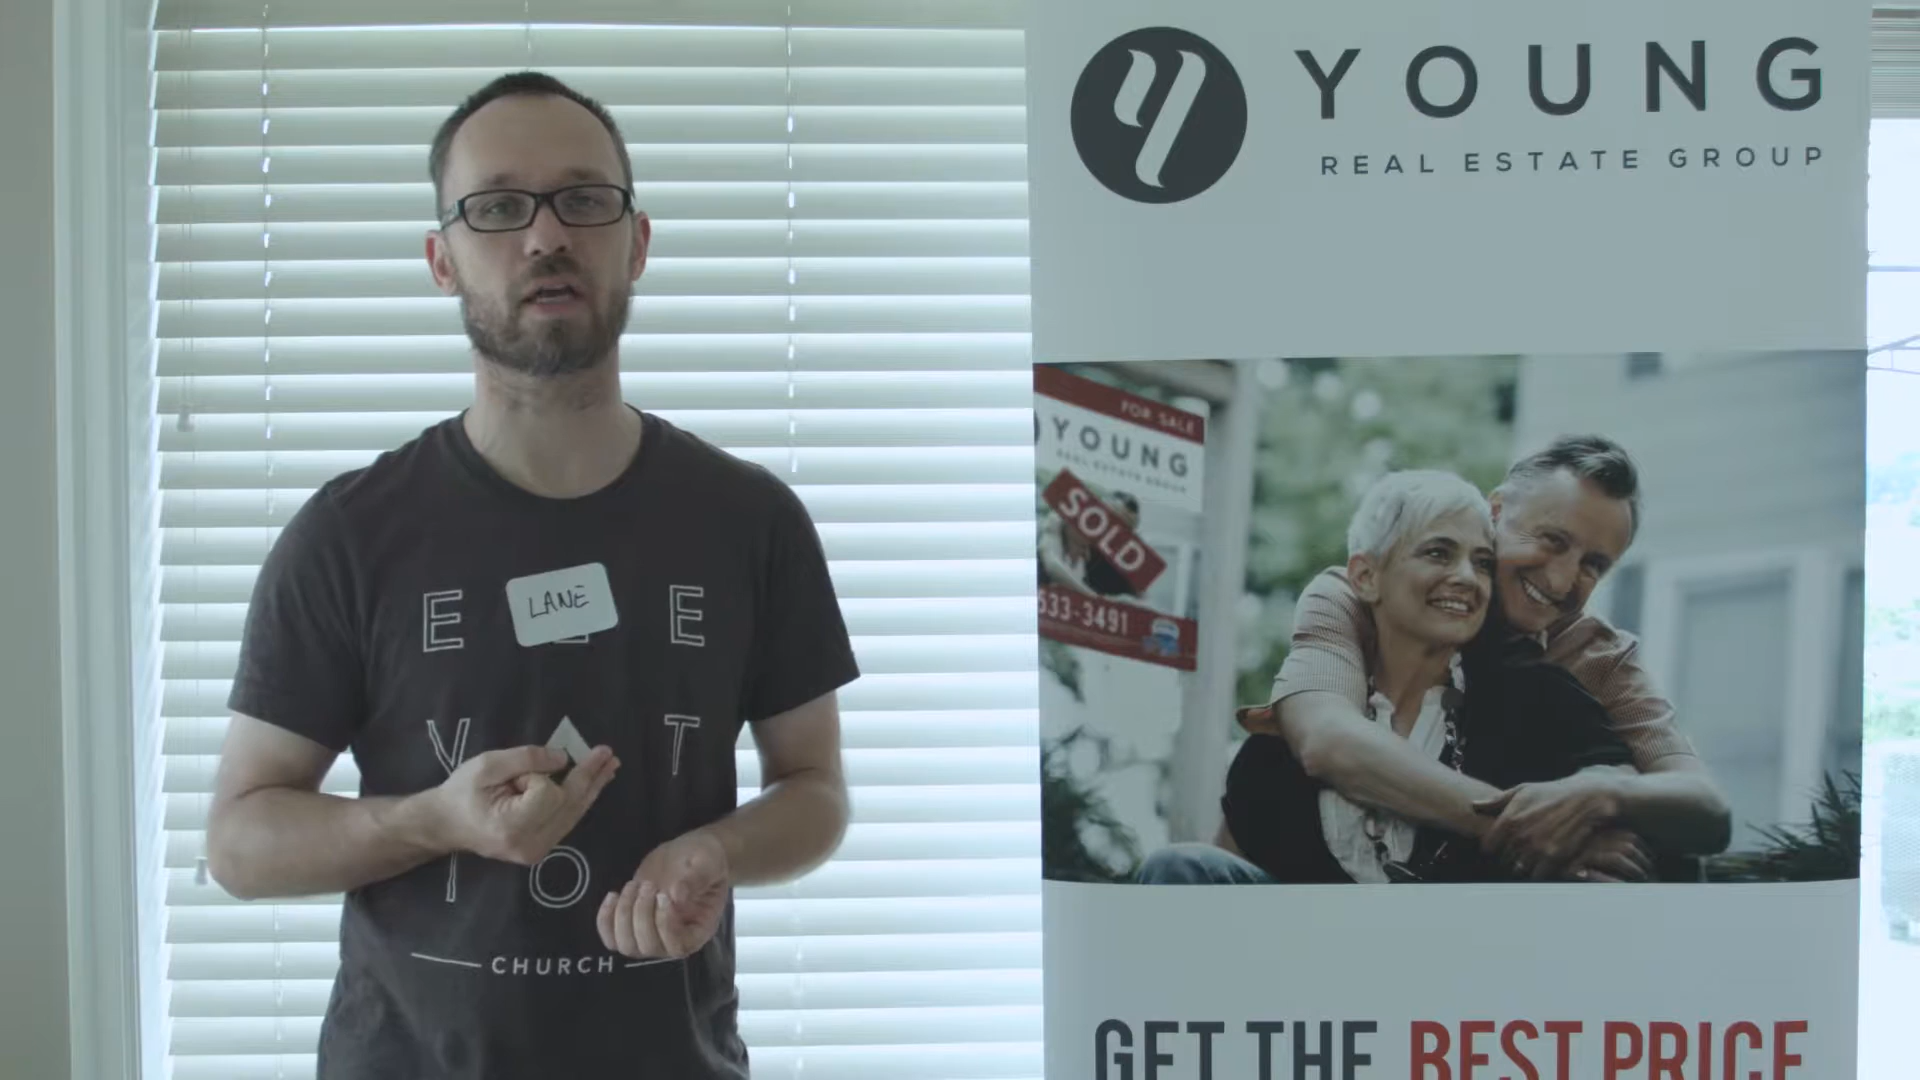 YOUNG
REAL ESTATE GROUP
FOR SALE
YOUNG
REAL ESTATE GROUP
SOLD
533-3491
LANE
E E
V T
I O
CHURCH
GET THE BEST PRICE